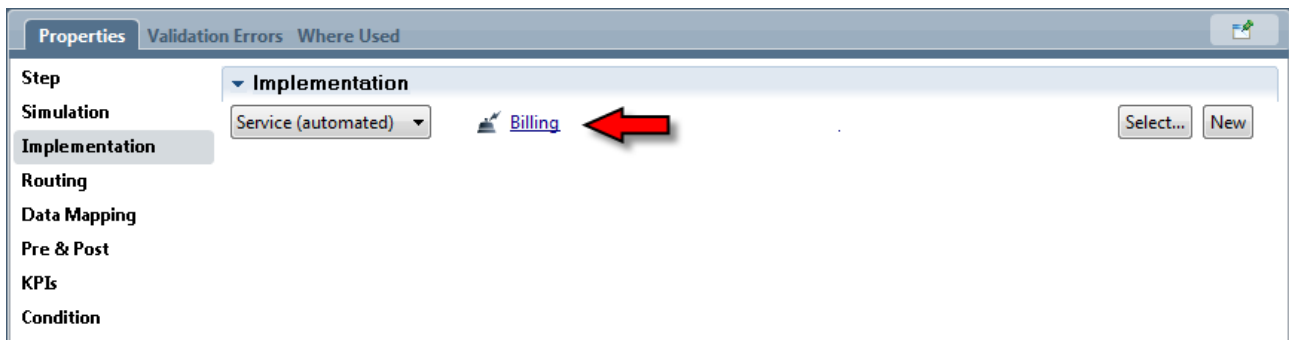 Properties Validation Errors Where Used
Step
Implementation
Simulation
Service (automated) Billing Select... New
Implementation
Routing
Data Mapping
Pre & Post
KPIs
Condition